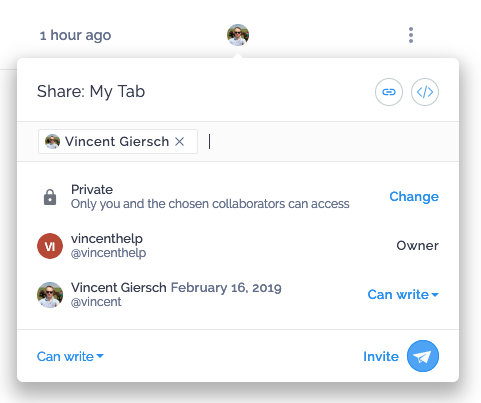 1 hour ago
Share: My Tab
Vincent Giersch
Private
Only you and the chosen collaborators can access
Change
VI
vincenthelp
@vincenthelp
Owner
Vincent Giersch February 16, 2019
@vincent
Can write
Can write
Invite